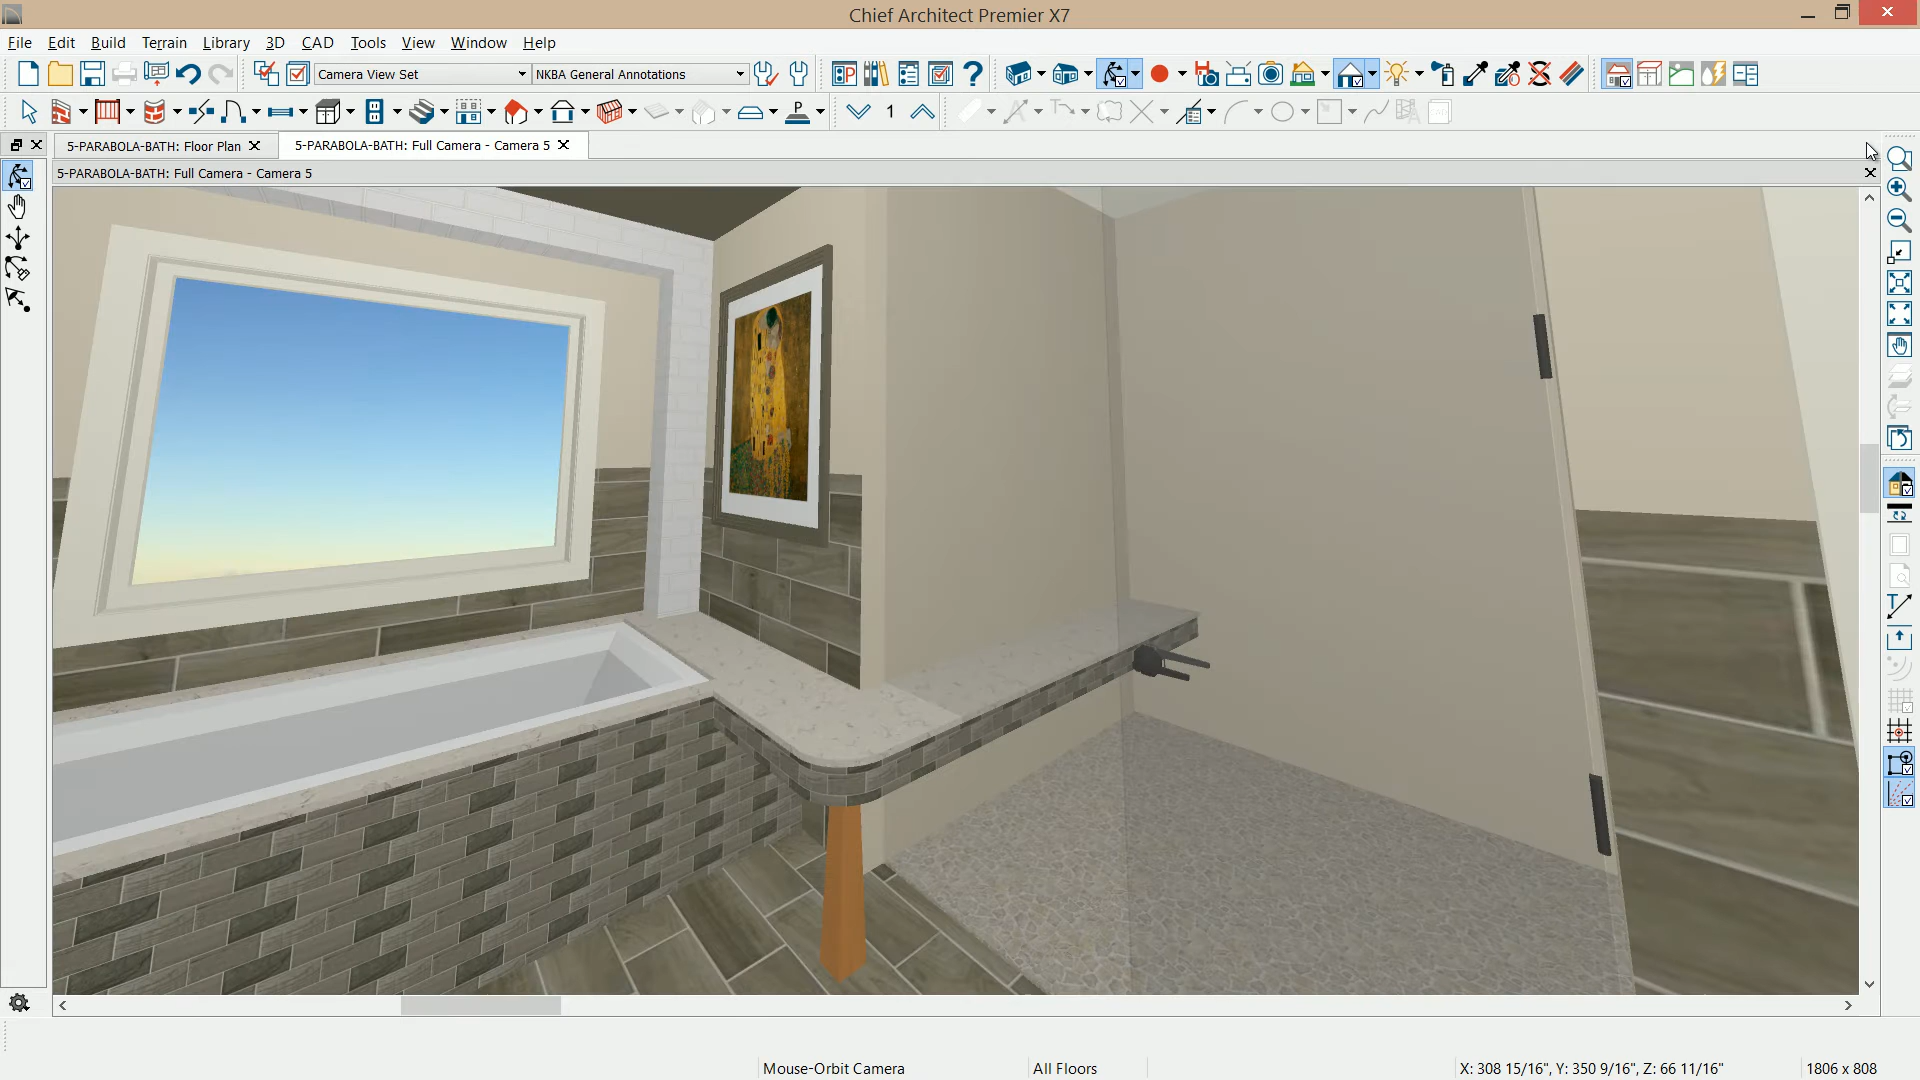 Chief Architect Premier X7
File Edit Build Terrain Library 3D CAD Tools View Window Help
Camera View Set NKBA General Annotations
P 1
5-PARABOLA-BATH: Floor Plan 5-PARABOLA-BATH: Full Camera - Camera 5
5-PARABOLA-BATH: Full Camera - Camera 5
Mouse-Orbit Camera All Floors X: 308 15/16", Y: 350 9/16", Z: 66 11/16" 1806 x 808